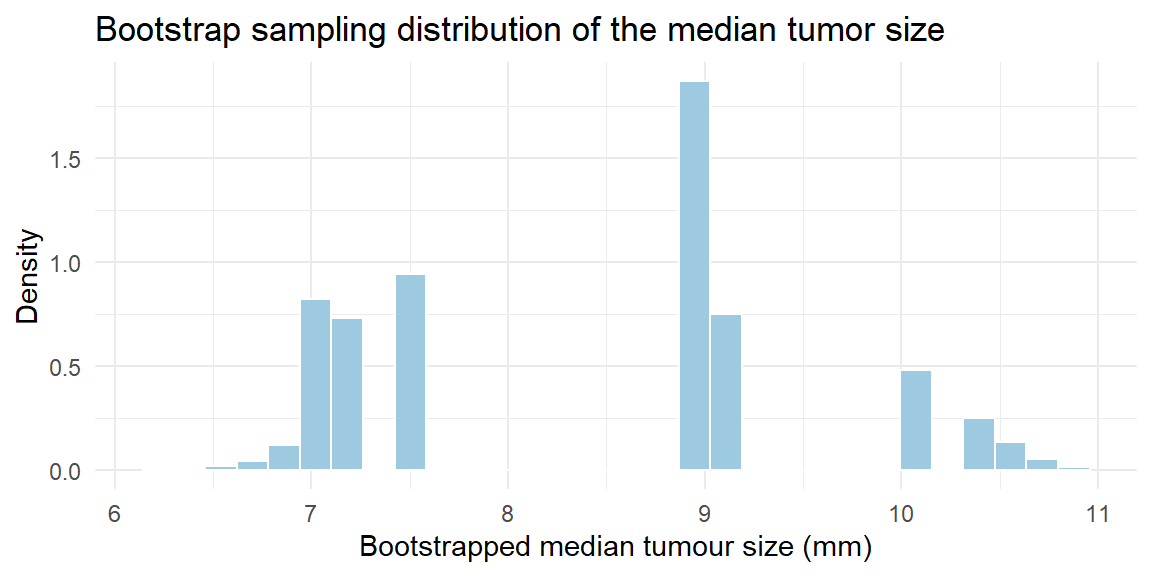 Bootstrap sampling distribution of the median tumor size
Density
1.5
1.0
0.5
0.0
6 7 8 9 10 11
Bootstrapped median tumour size (mm)